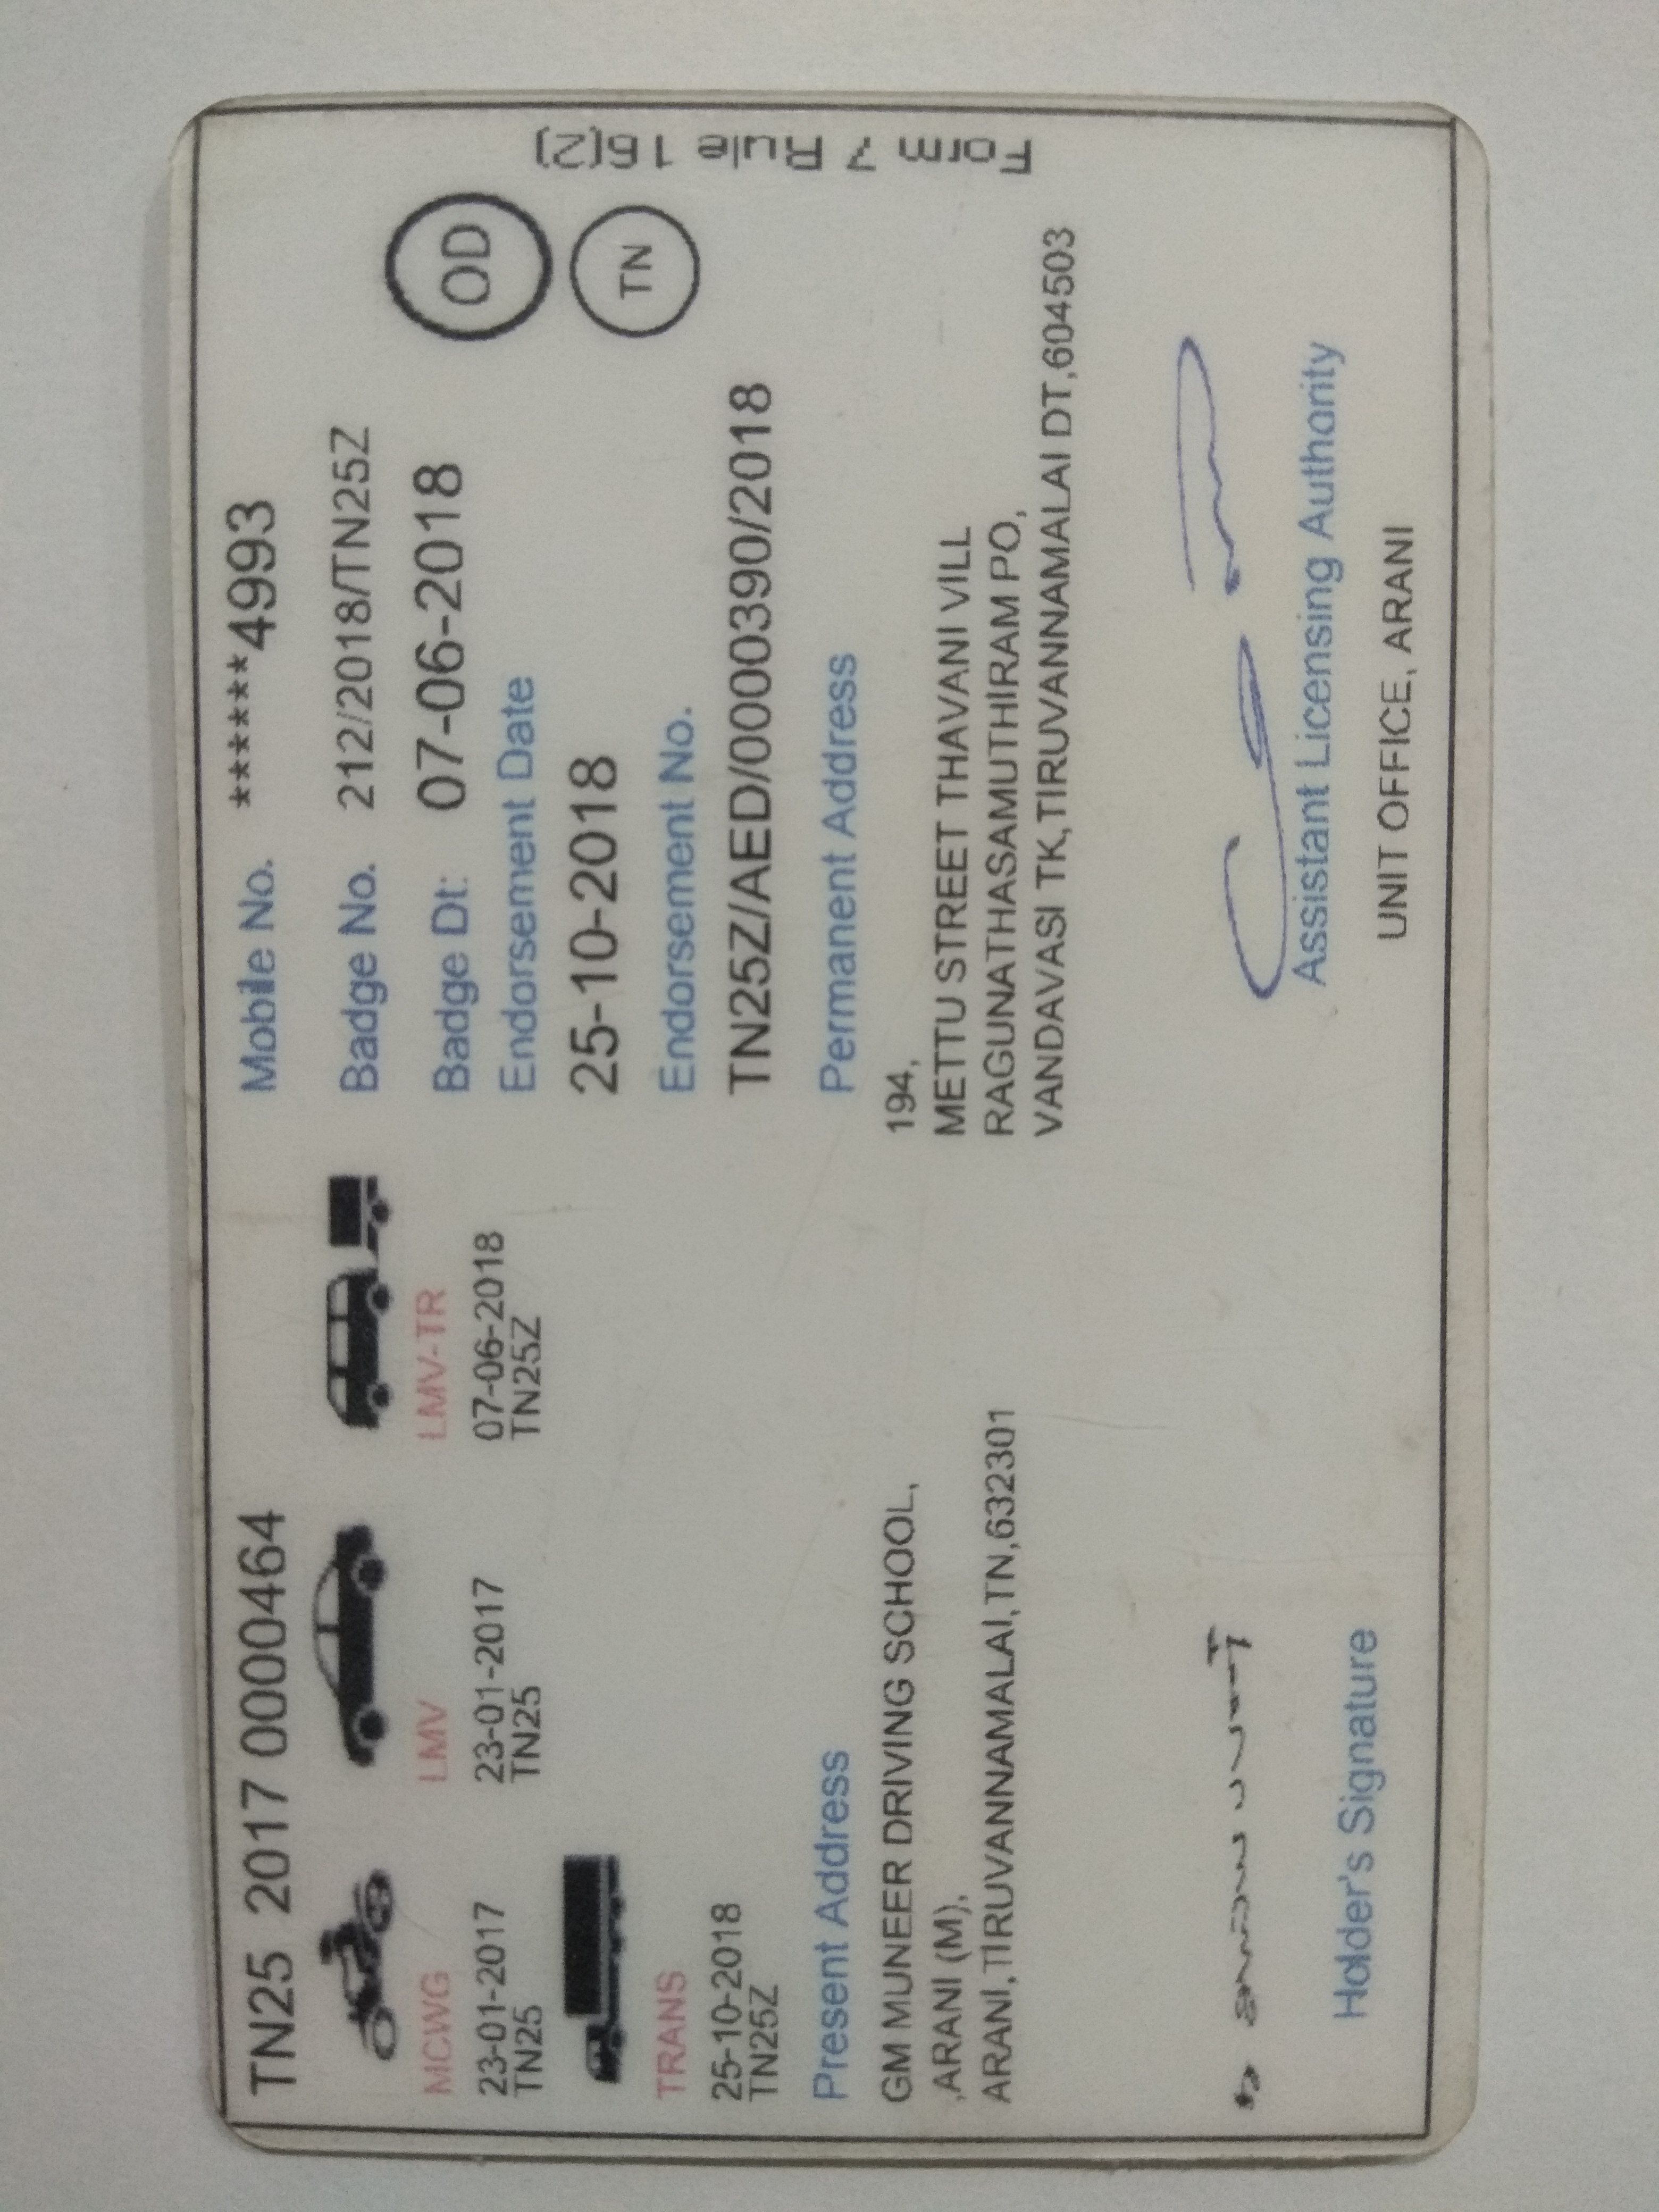 TN25 2017 0000464
MCWG
23-01-2017
TN25
LMV
23-01-2017
TN25
LMV-TR
07-06-2018
TN25Z
TRANS
25-10-2018
TN25Z
Present Address
GM MUNEER DRIVING SCHOOL,
,ARANI (M),
ARANI,TIRUVANNAMALAI,TN,632301
Holder's Signature
Mobile No. ******4993
Badge No. 212/2018/TN25Z
Badge Dt: 07-06-2018
Endorsement Date
25-10-2018
Endorsement No.
TN25Z/AED/0000390/2018
Permanent Address
194,
METTU STREET THAVANI VILL
RAGUNATHASAMUTHIRAM PO,
VANDAVASI TK,TIRUVANNAMALAI DT,604503
Assistant Licensing Authority
UNIT OFFICE, ARANI
OD
TN
Form 7 Rule 16(2)